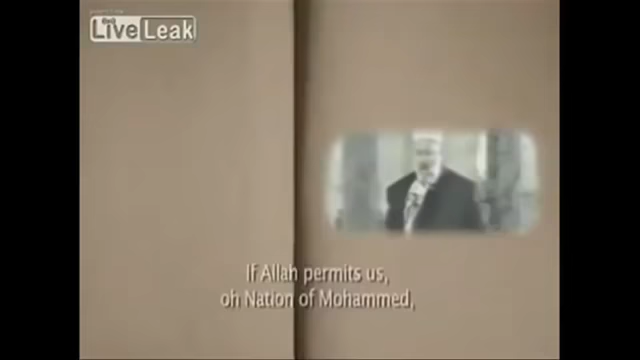 LiveLeak
If Allah permits us,
oh Nation of Mohammed,